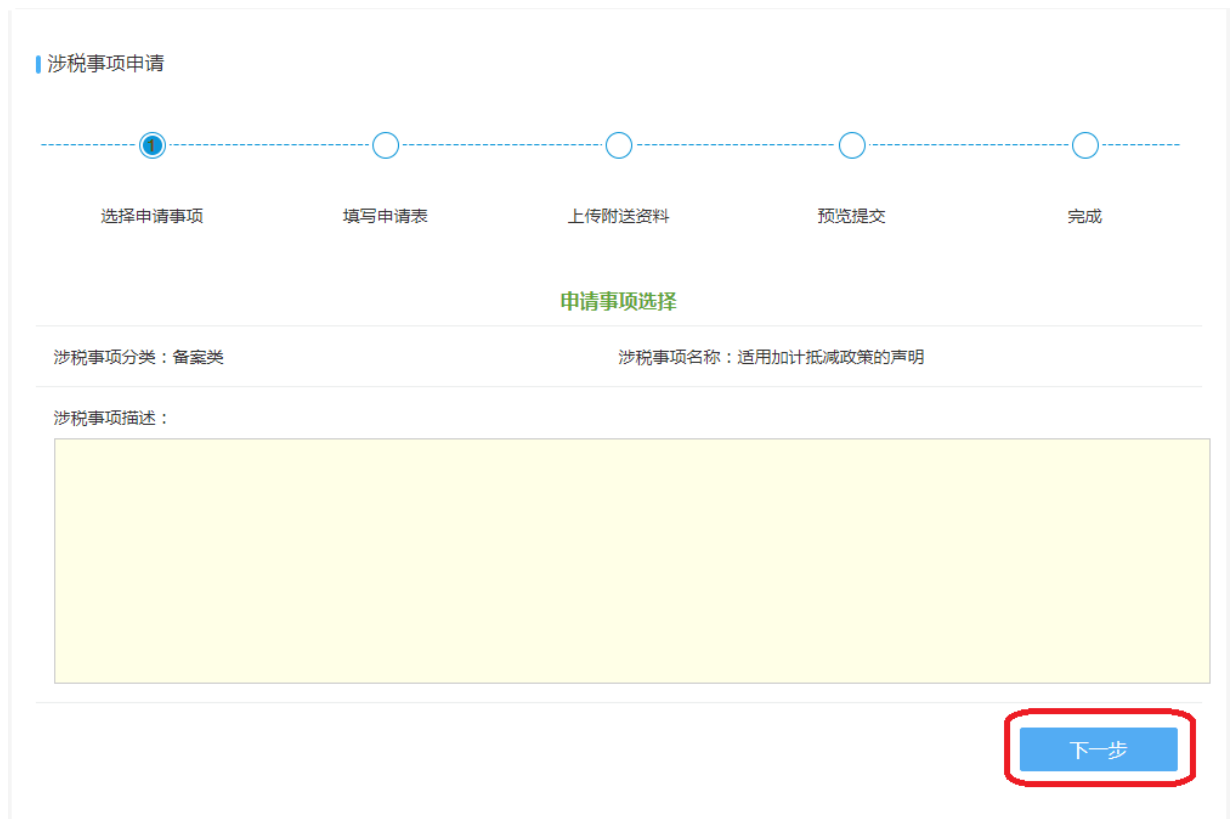 涉税事项申请
1
选择申请事项 填写申请表 上传附送资料 预览提交 完成
申请事项选择
涉税事项分类：备案类 涉税事项名称：适用加计抵减政策的声明
涉税事项描述：
下一步